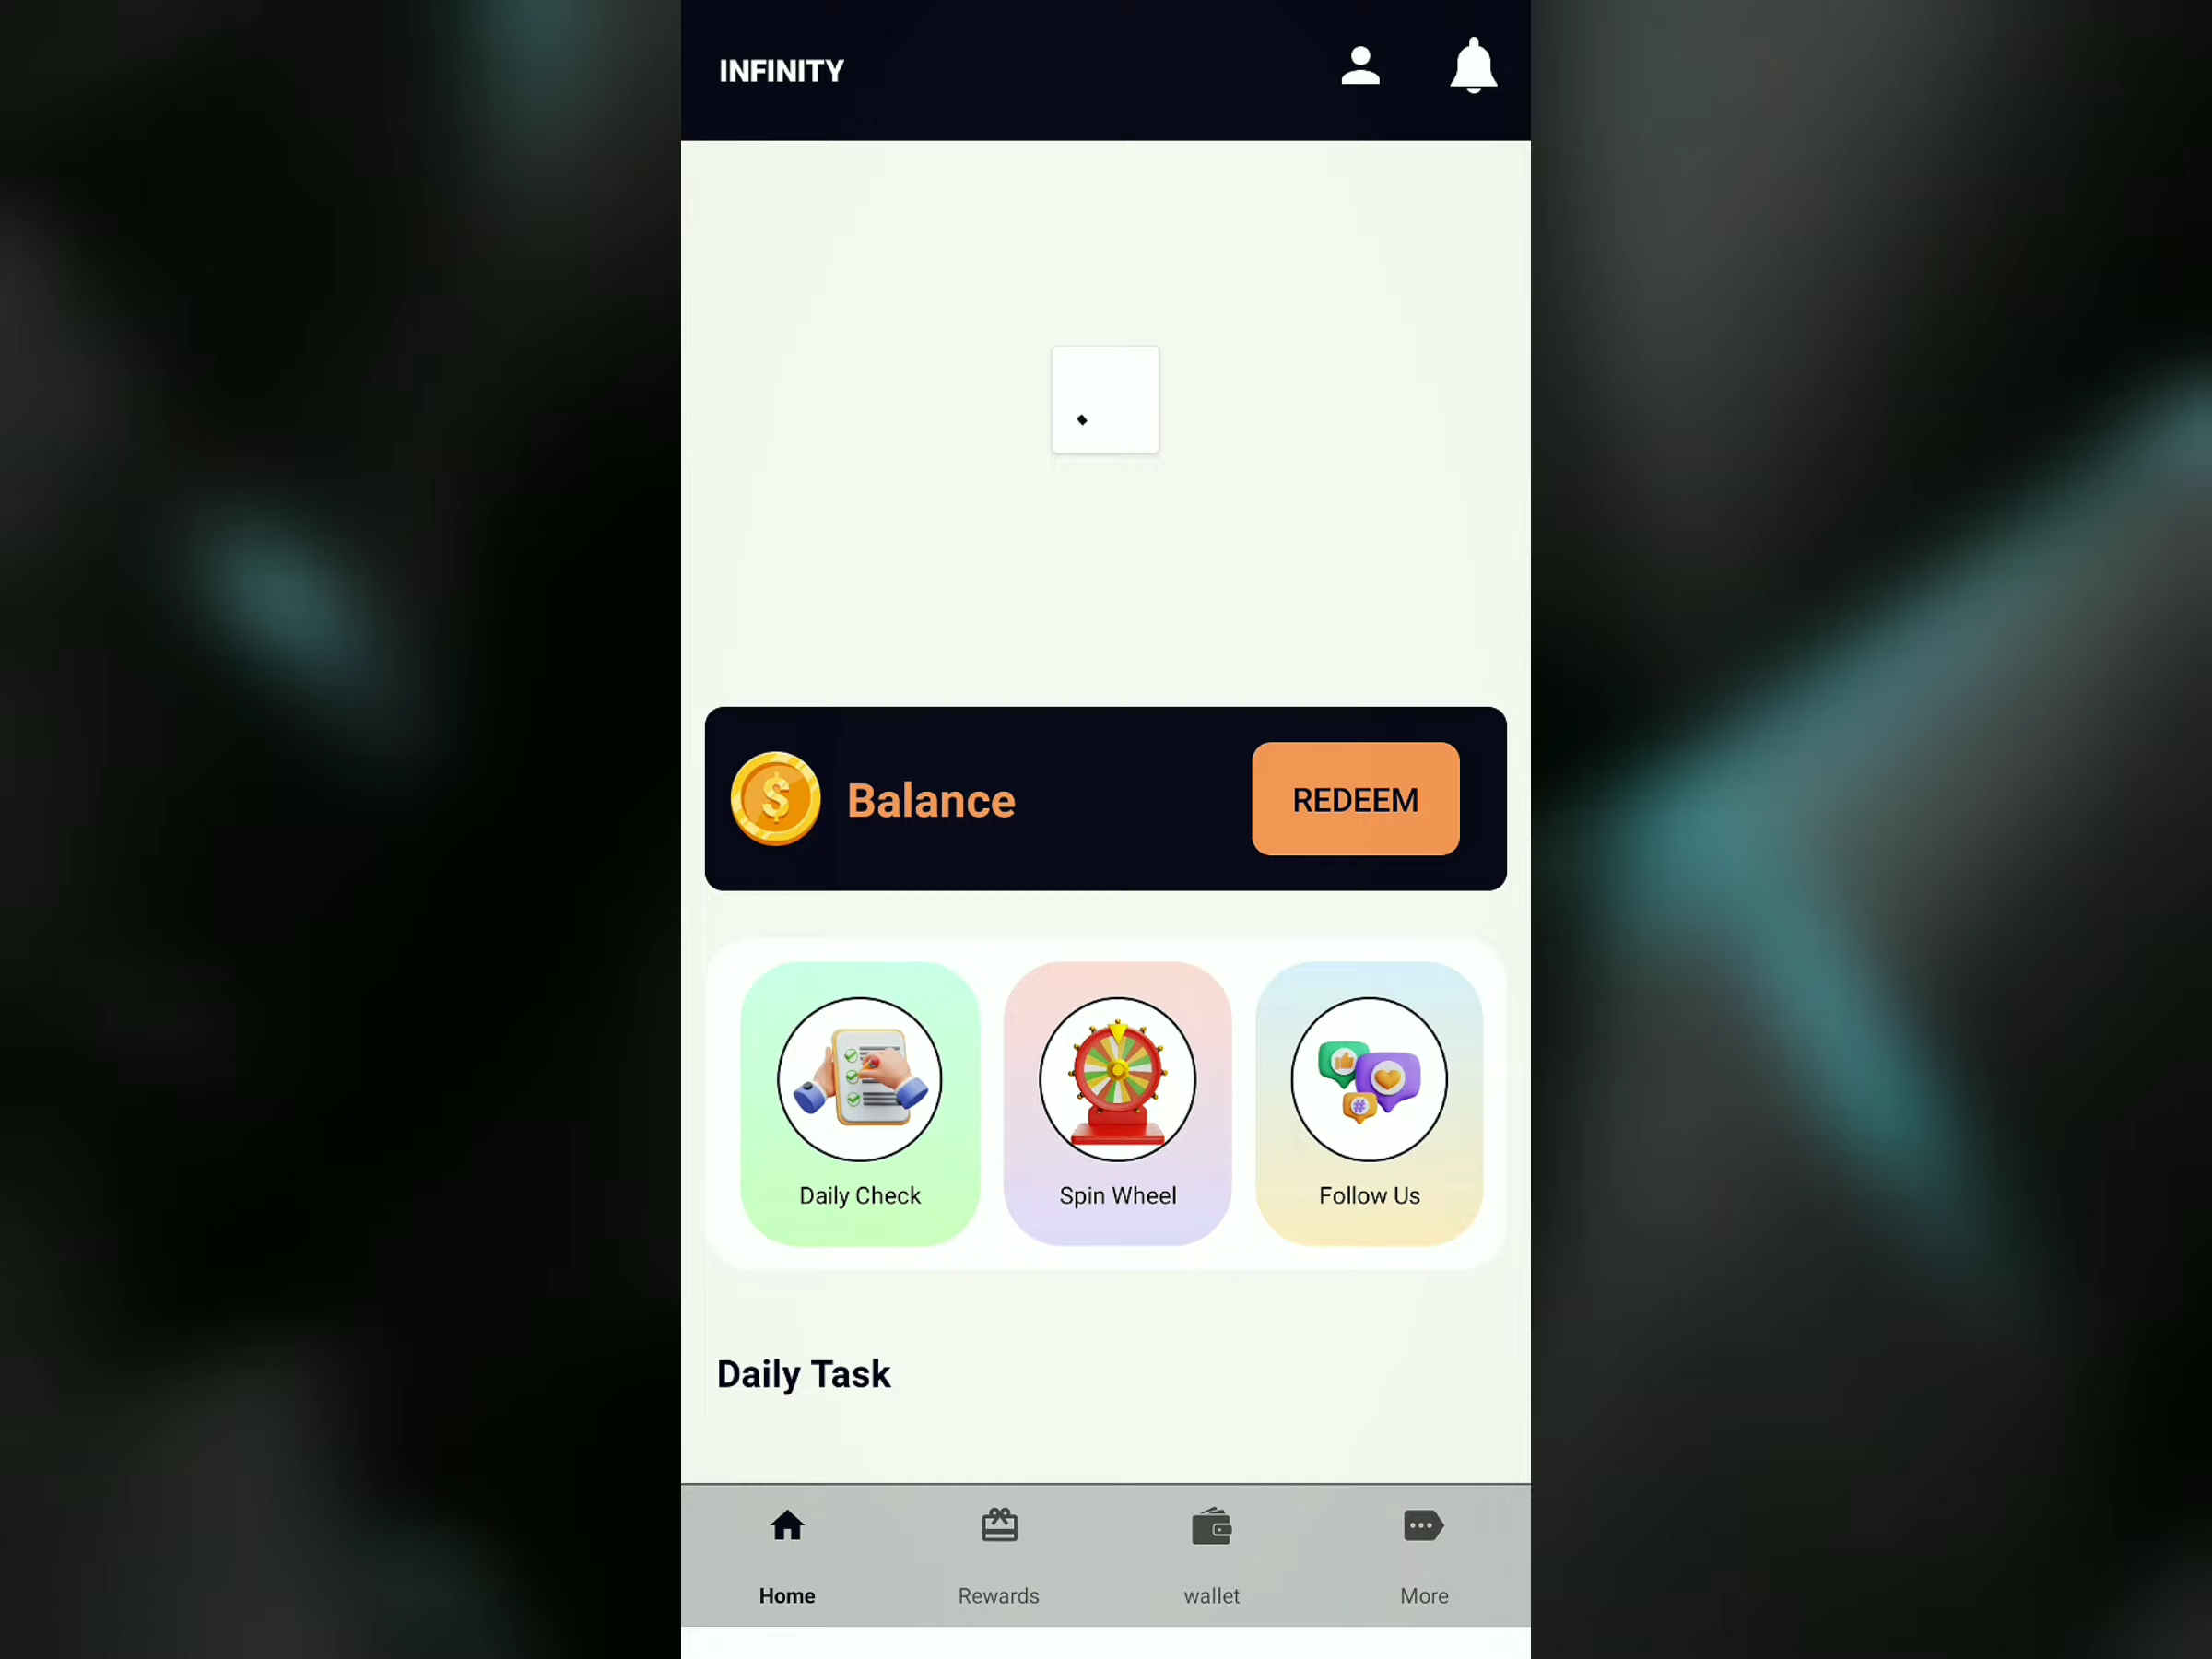 INFINITY
Balance
REDEEM
Daily Check
Spin Wheel
Follow Us
Daily Task
Home
Rewards
wallet
More